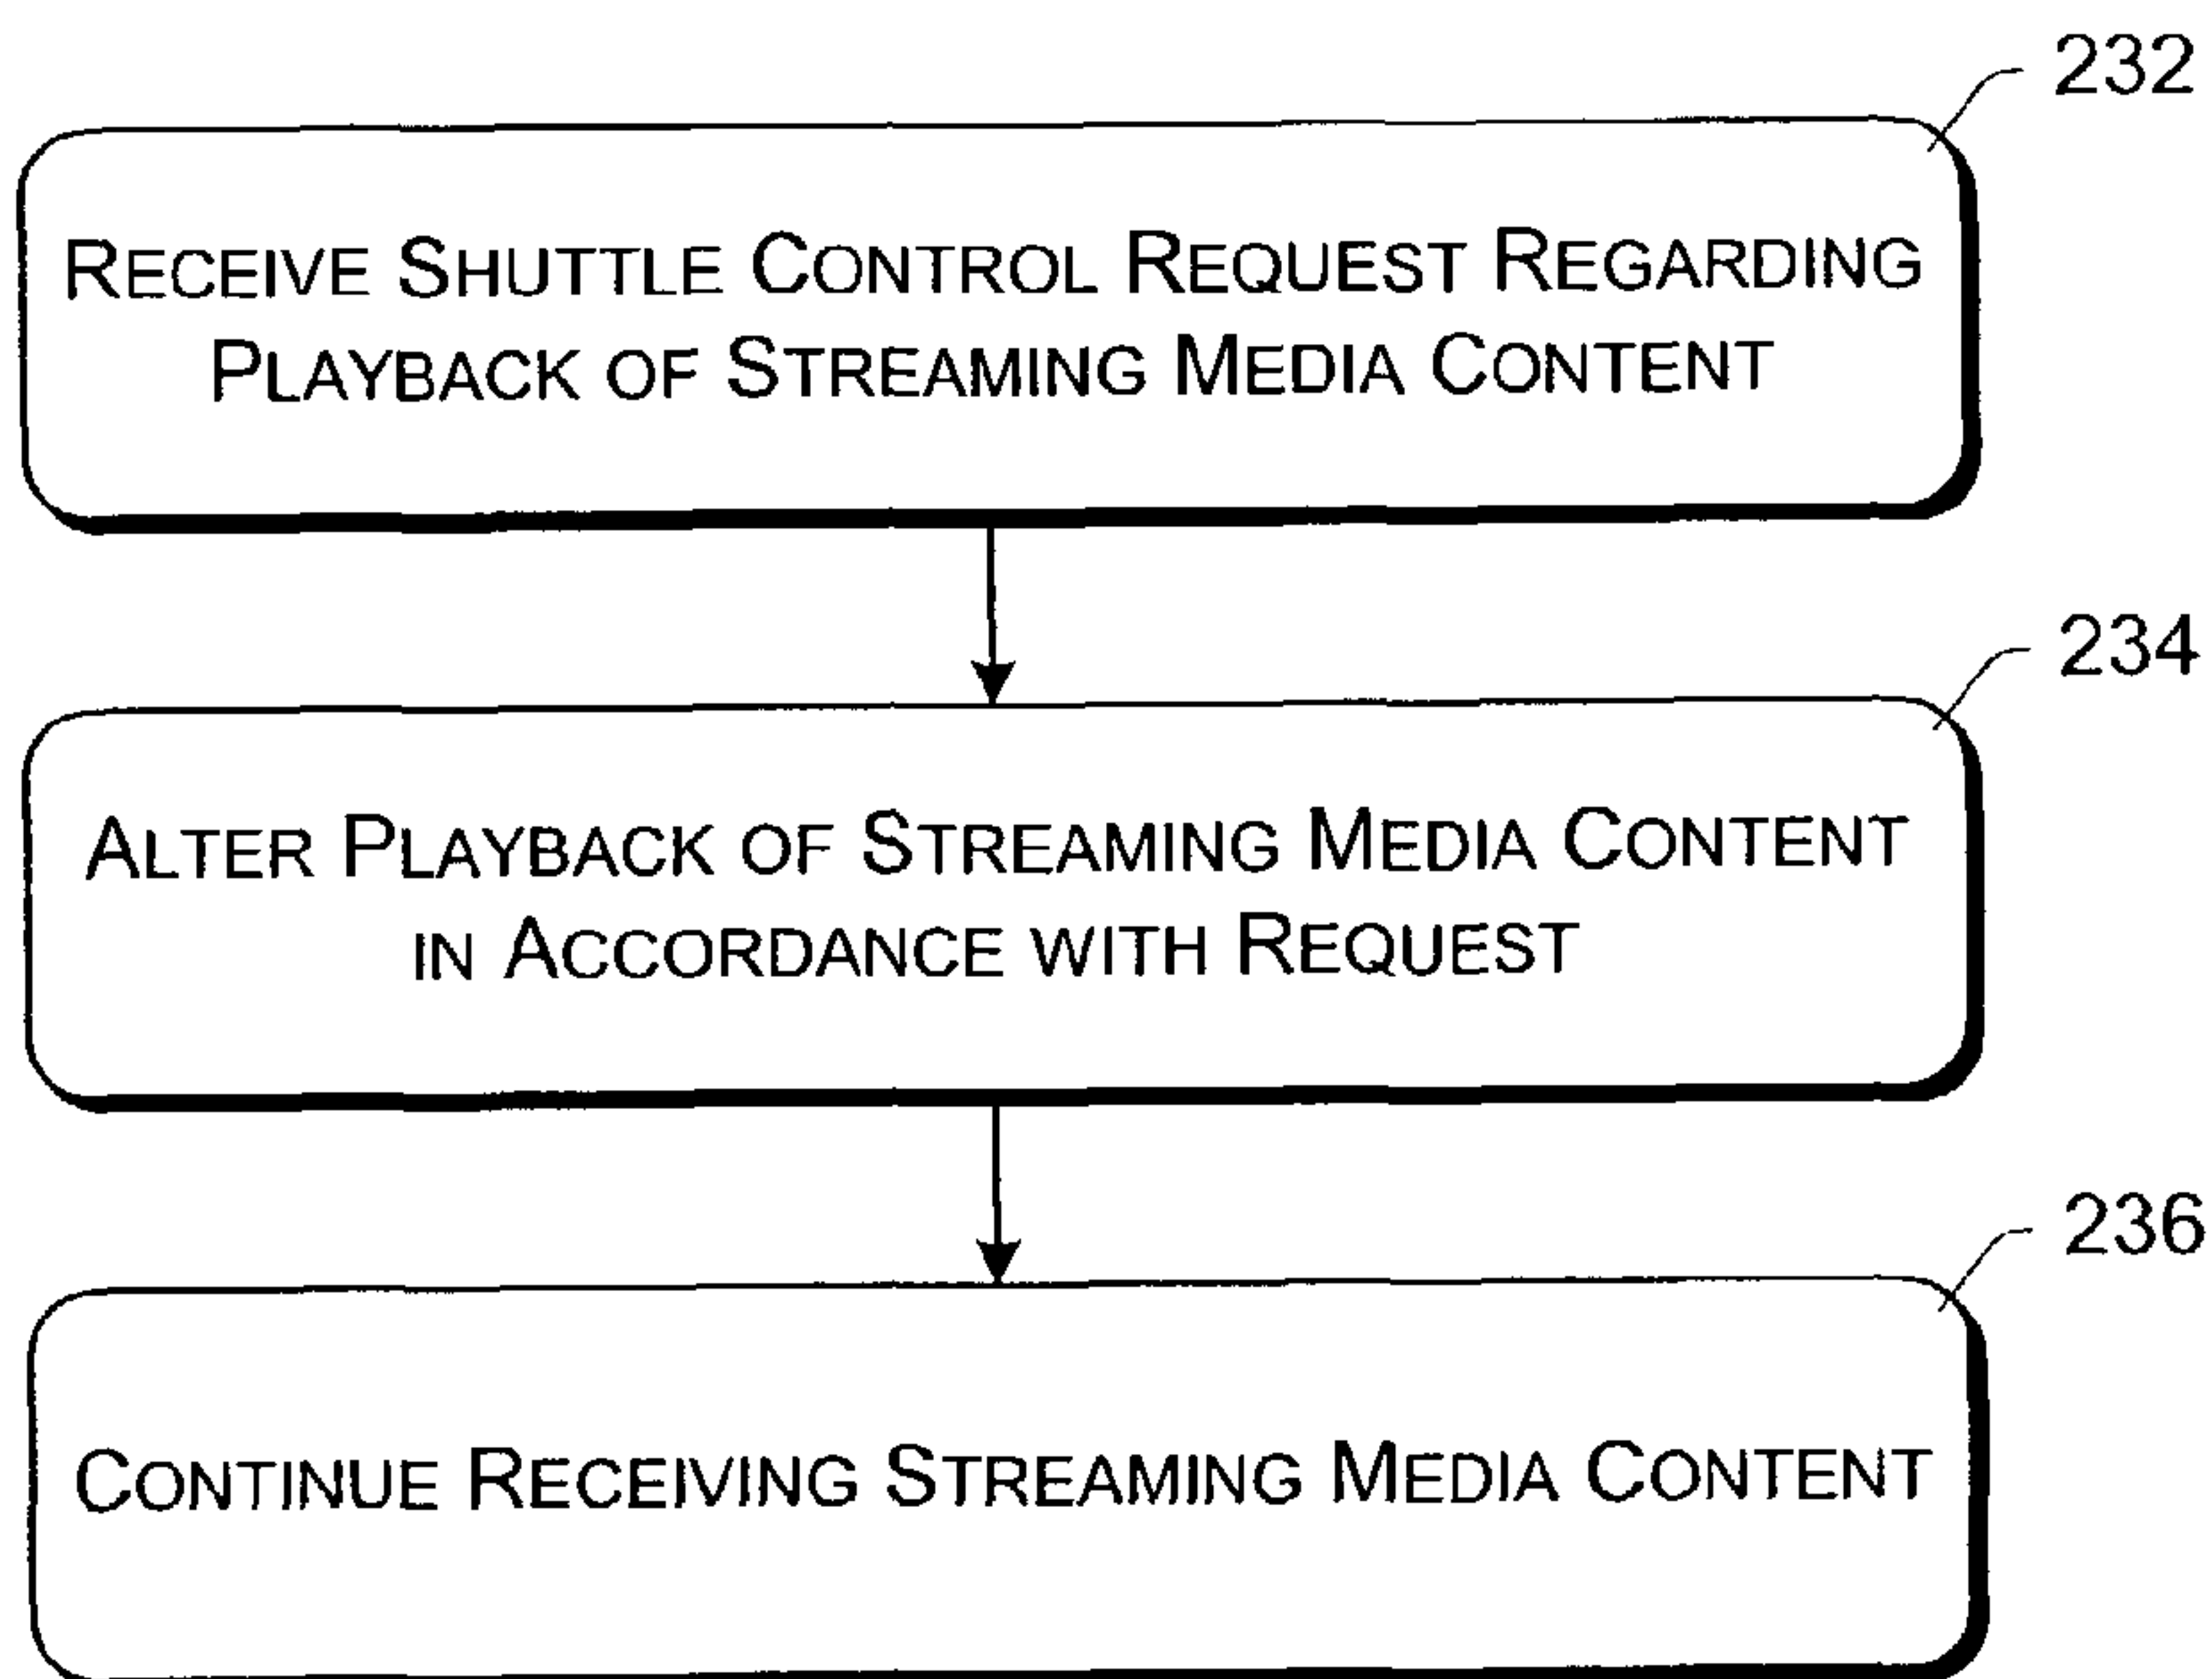 232
RECEIVE SHUTTLE CONTROL REQUEST REGARDING
PLAYBACK OF STREAMING MEDIA CONTENT
234
ALTER PLAYBACK OF STREAMING MEDIA CONTENT
IN ACCORDANCE WITH REQUEST
236
CONTINUE RECEIVING STREAMING MEDIA CONTENT